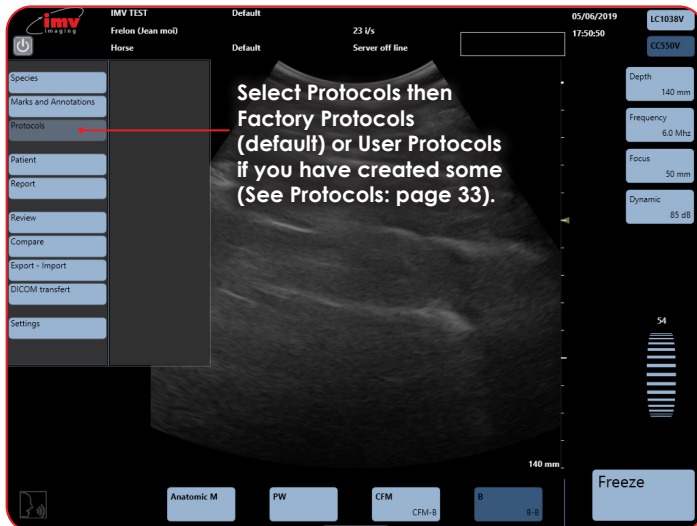 imv
imaging
IMV TEST
Default
05/06/2019
LC1038V
Frelon (Jean moi)
23 i/s
17:50:50
Horse
Default
Server off line
CC550V
Species
Marks and Annotations
Protocols
Patient
Report
Review
Compare
Export - Import
DICOM transfert
Settings
Select Protocols then
Factory Protocols
(default) or User Protocols
if you have created some
(See Protocols: page 33).
Depth
140 mm
Frequency
6.0 Mhz
Focus
50 mm
Dynamic
85 dB
54
140 mm
Anatomic M
PW
CFM
CFM-B
B
B-B
Freeze